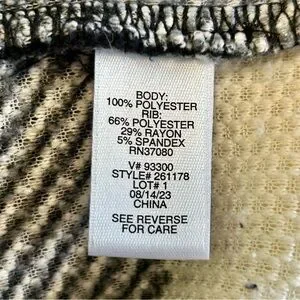 BODY:
100% POLYESTER
RIB:
66% POLYESTER
29% RAYON
5% SPANDEX
RN37080
V# 93300
STYLE# 261178
LOT# 1
08/14/23
CHINA
SEE REVERSE
FOR CARE